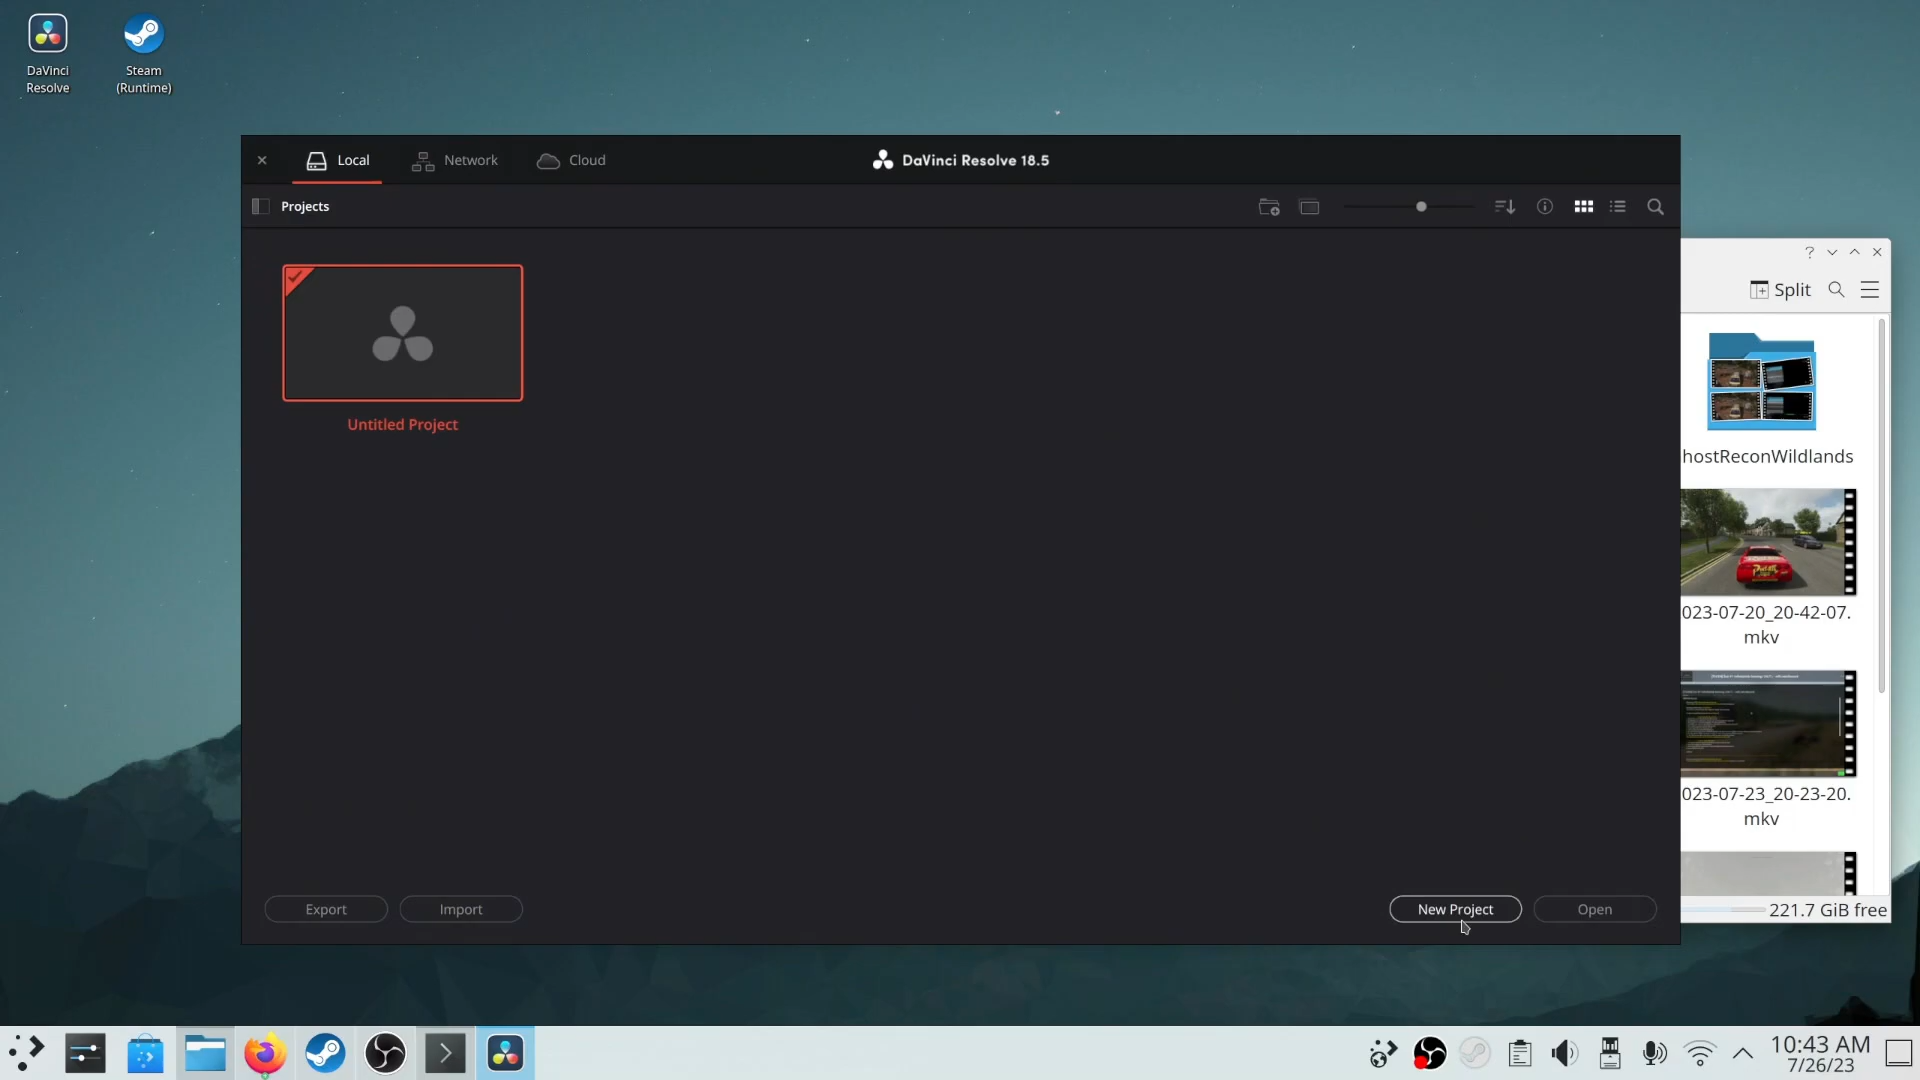 DaVinci
Resolve
Steam
(Runtime)
Local
Network
Cloud
DaVinci Resolve 18.5
Projects
Untitled Project
Export
Import
New Project
Open
?
Split
hostReconWildlands
023-07-20_20-42-07.
mkv
023-07-23_20-23-20.
mkv
221.7 GiB free
10:43 AM
7/26/23